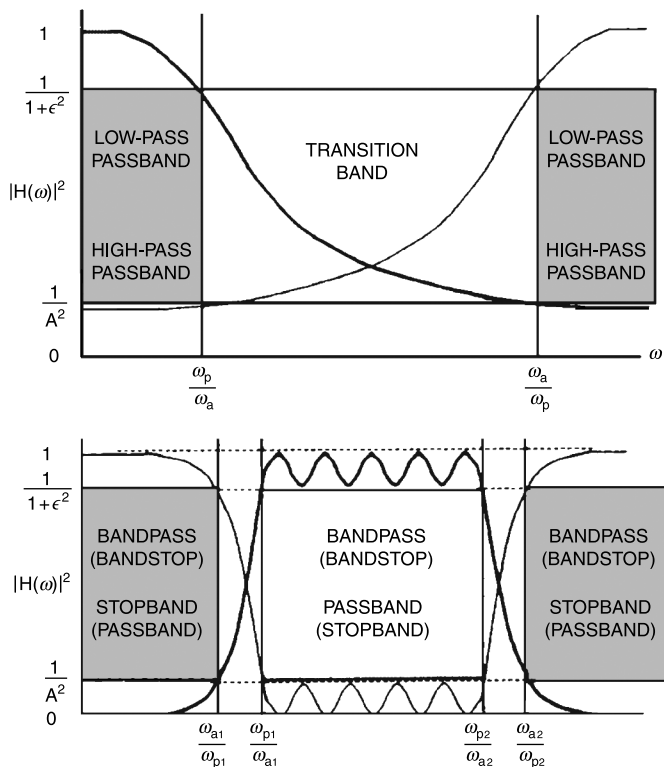 1
1
1+ϵ²
LOW-PASS
PASSBAND
TRANSITION
BAND
LOW-PASS
PASSBAND
|H(ω)|²
HIGH-PASS
PASSBAND
HIGH-PASS
PASSBAND
1
A²
0
ω
ωp
ωa
ωa
ωp
1
1
1+ϵ²
BANDPASS
(BANDSTOP)
BANDPASS
(BANDSTOP)
BANDPASS
(BANDSTOP)
|H(ω)|²
STOPBAND
(PASSBAND)
PASSBAND
(STOPBAND)
STOPBAND
(PASSBAND)
1
A²
0
ωa1
ωp1
ωp1
ωa1
ωp2
ωa2
ωa2
ωp2